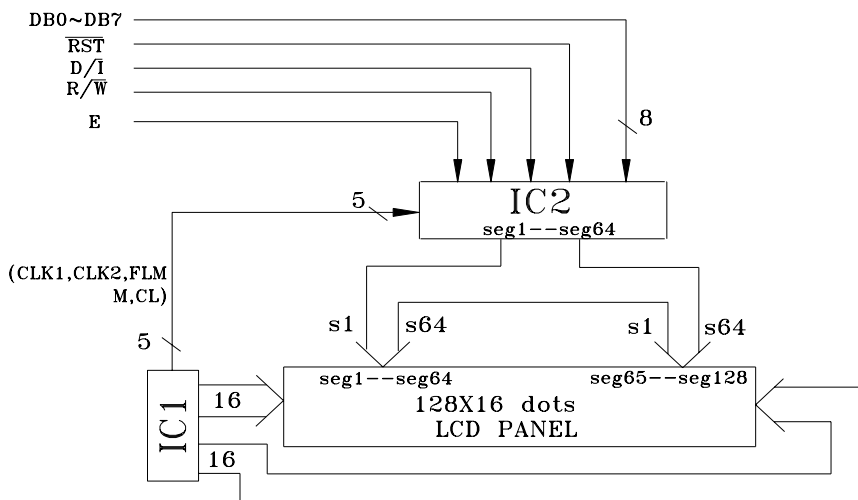 DB0~DB7
RST
D/I
R/W
E
8
IC2
seg1--seg64
5
(CLK1,CLK2,FLM
M,CL)
5
s1
s64
s1
s64
seg1--seg64
seg65--seg128
128X16 dots
LCD PANEL
IC1
16
16